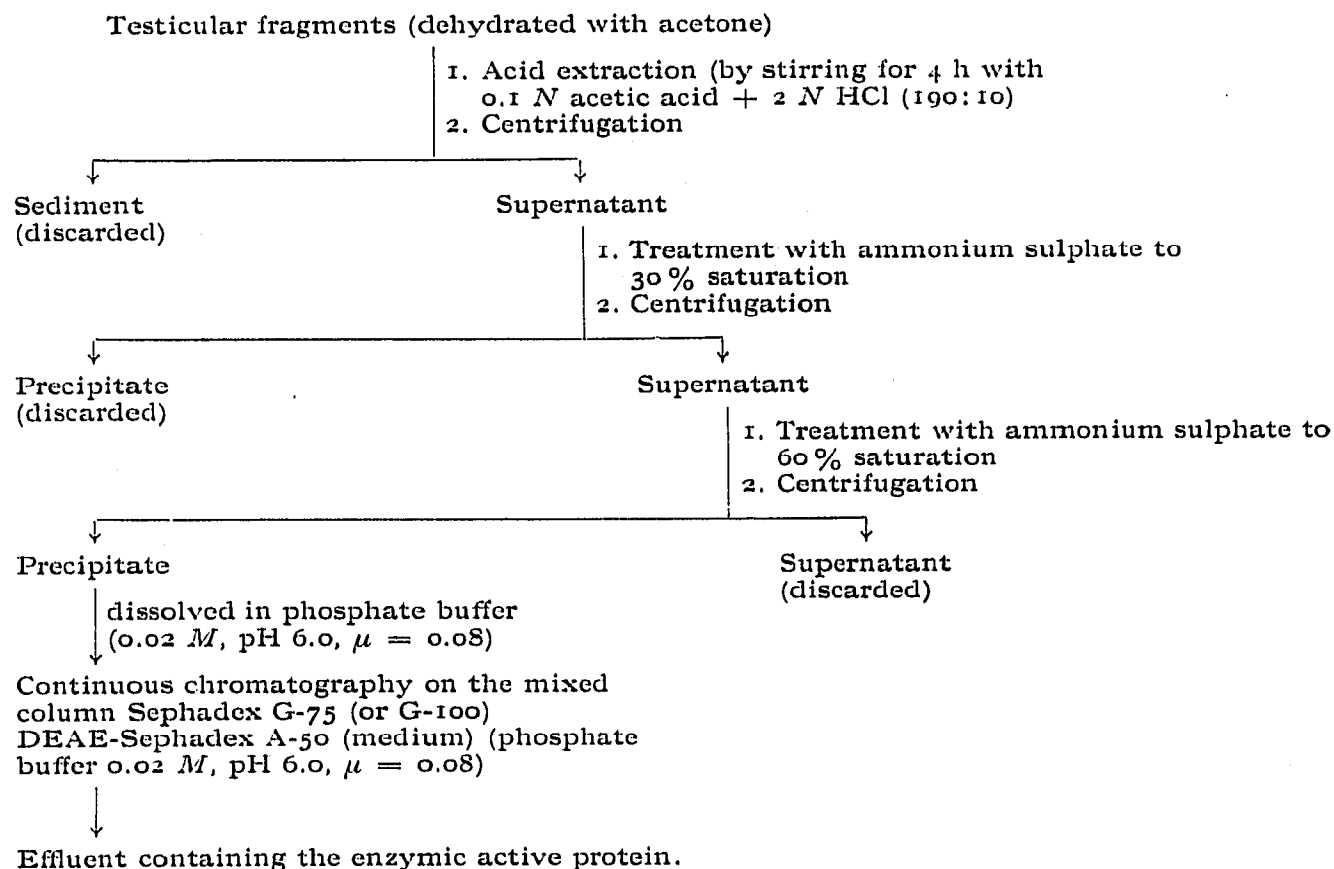 Testicular fragments (dehydrated with acetone)
1. Acid extraction (by stirring for 4 h with
0.1 N acetic acid + 2 N HCl (190:10)
2. Centrifugation
Sediment
(discarded)
Supernatant
1. Treatment with ammonium sulphate to
30% saturation
2. Centrifugation
Precipitate
(discarded)
Supernatant
1. Treatment with ammonium sulphate to
60% saturation
2. Centrifugation
Precipitate
Supernatant
(discarded)
dissolved in phosphate buffer
(0.02 M, pH 6.0, μ = 0.08)
Continuous chromatography on the mixed
column Sephadex G-75 (or G-100)
DEAE-Sephadex A-50 (medium) (phosphate
buffer 0.02 M, pH 6.0, μ = 0.08)
Effluent containing the enzymic active protein.